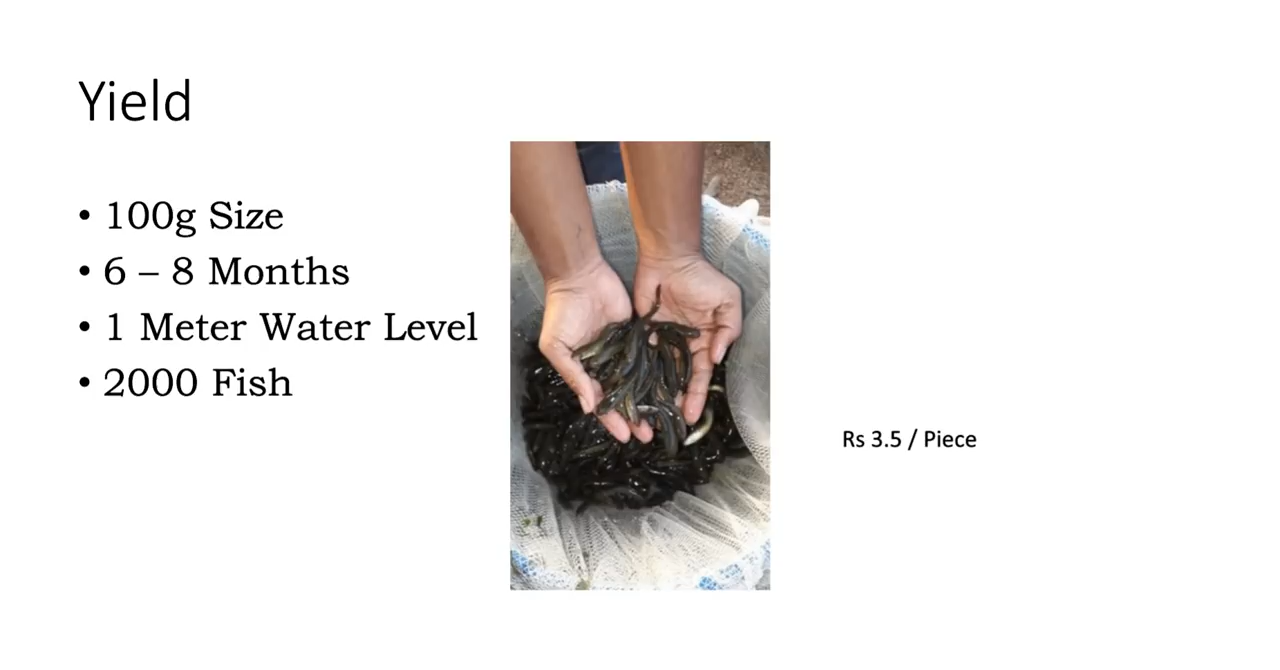 Yield
• 100g Size
• 6 – 8 Months
• 1 Meter Water Level
• 2000 Fish
Rs 3.5 / Piece